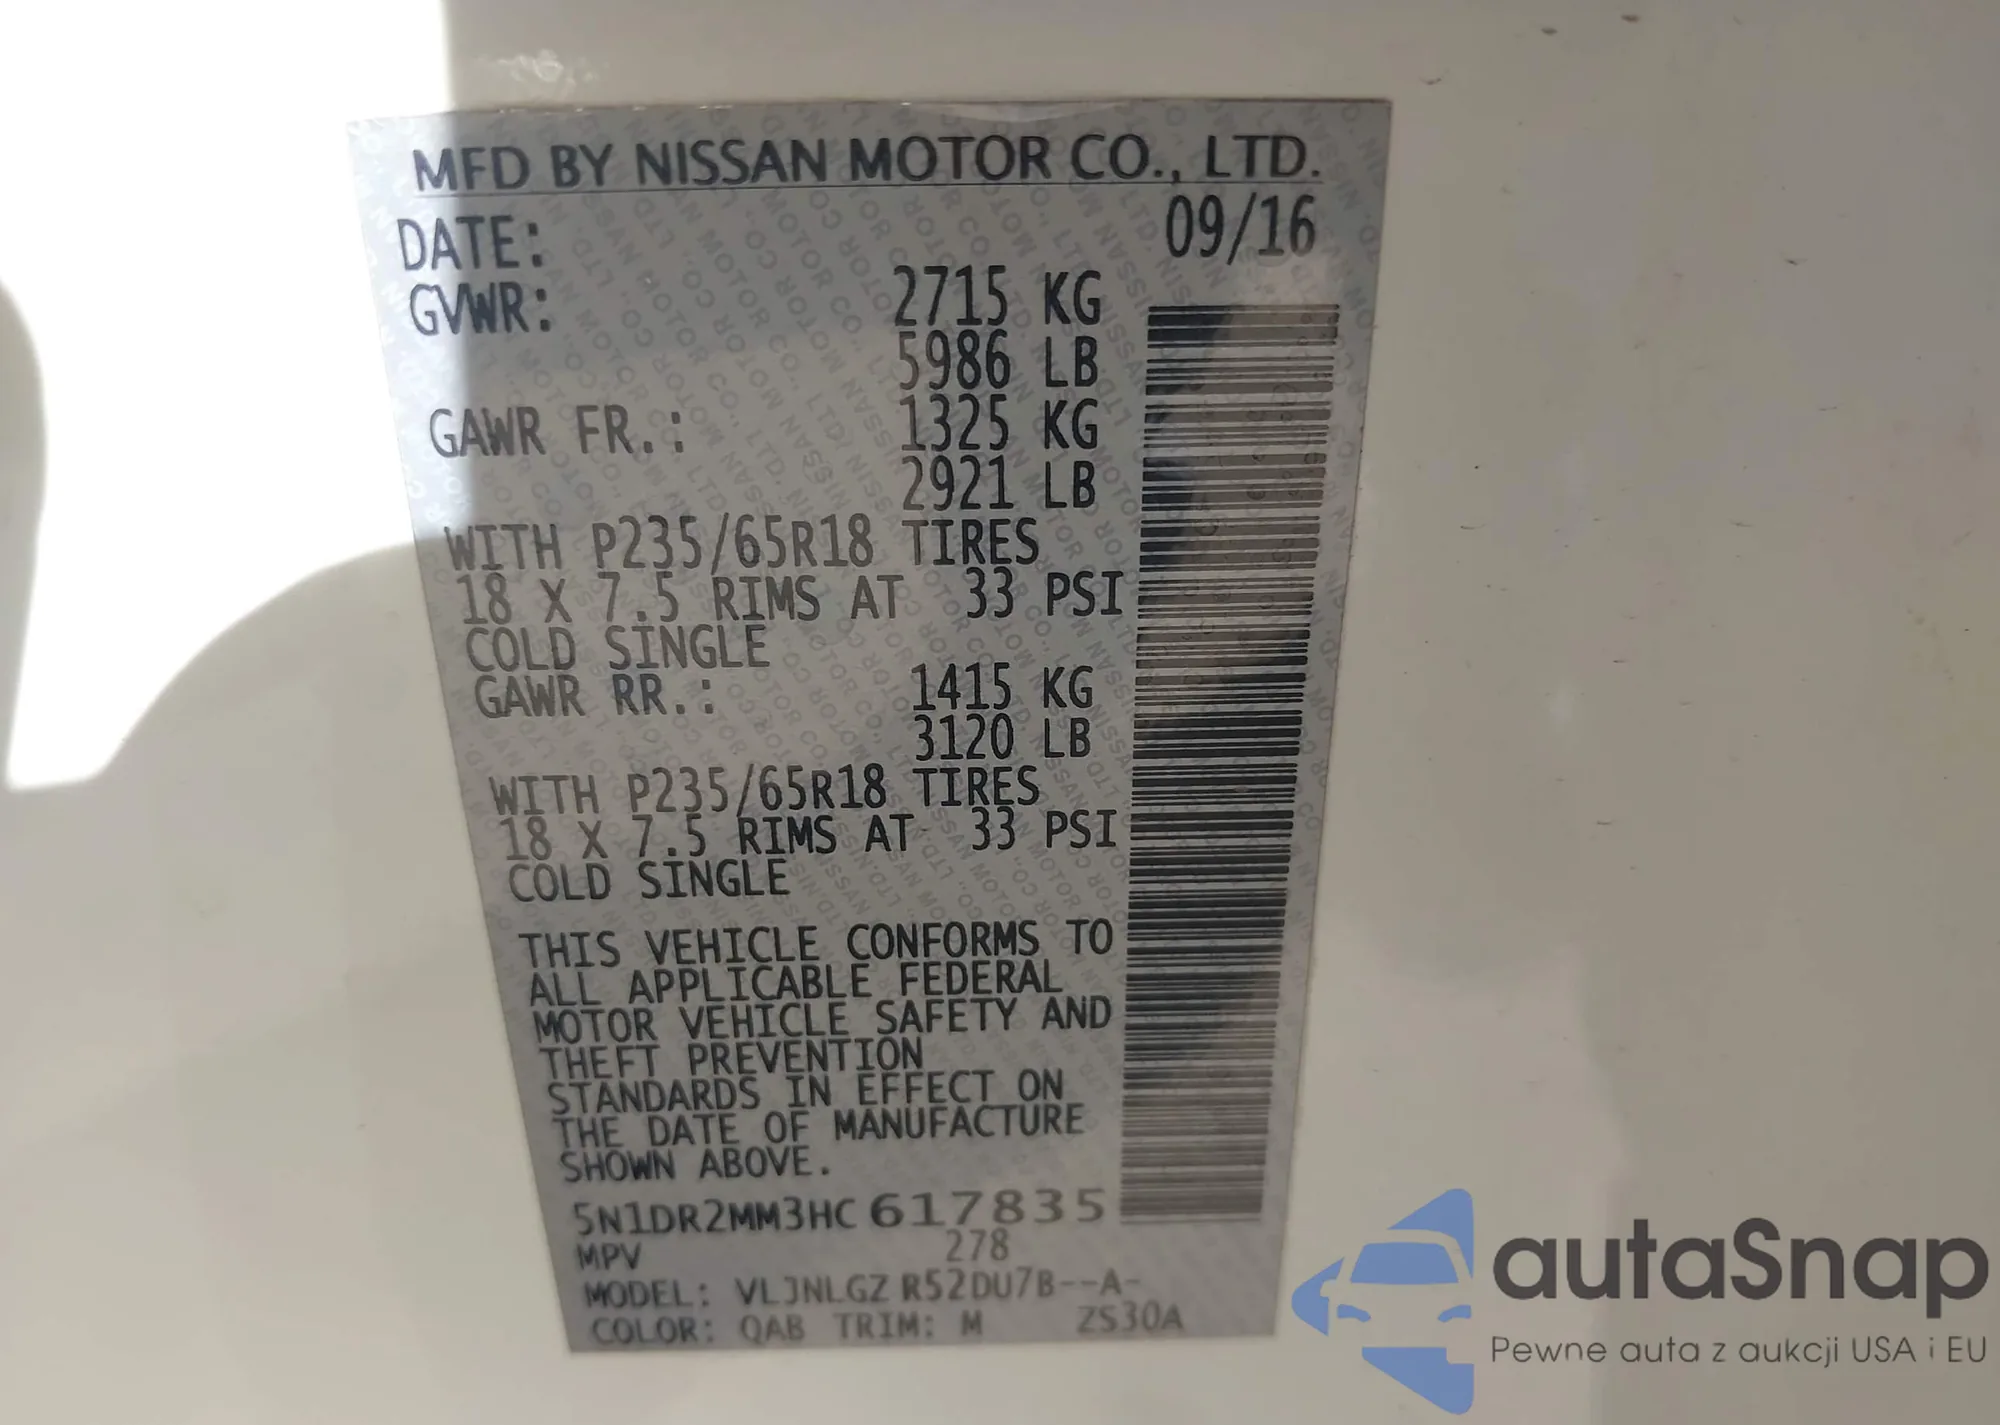 MFD BY NISSAN MOTOR CO., LTD.
DATE: 09/16
GVWR: 2715 KG
5986 LB
GAWR FR.: 1325 KG
2921 LB
WITH P235/65R18 TIRES
18 X 7.5 RIMS AT 33 PSI
COLD SINGLE
GAWR RR.: 1415 KG
3120 LB
WITH P235/65R18 TIRES
18 X 7.5 RIMS AT 33 PSI
COLD SINGLE
THIS VEHICLE CONFORMS TO
ALL APPLICABLE FEDERAL
MOTOR VEHICLE SAFETY AND
THEFT PREVENTION
STANDARDS IN EFFECT ON
THE DATE OF MANUFACTURE
SHOWN ABOVE.
5N1DR2MM3HC617835
MPV 278
MODEL: VLJNLGZ R52DU7B--A-
COLOR: QAB TRIM: M ZS30A
autaSnap
Pewne auta z aukcji USA i EU